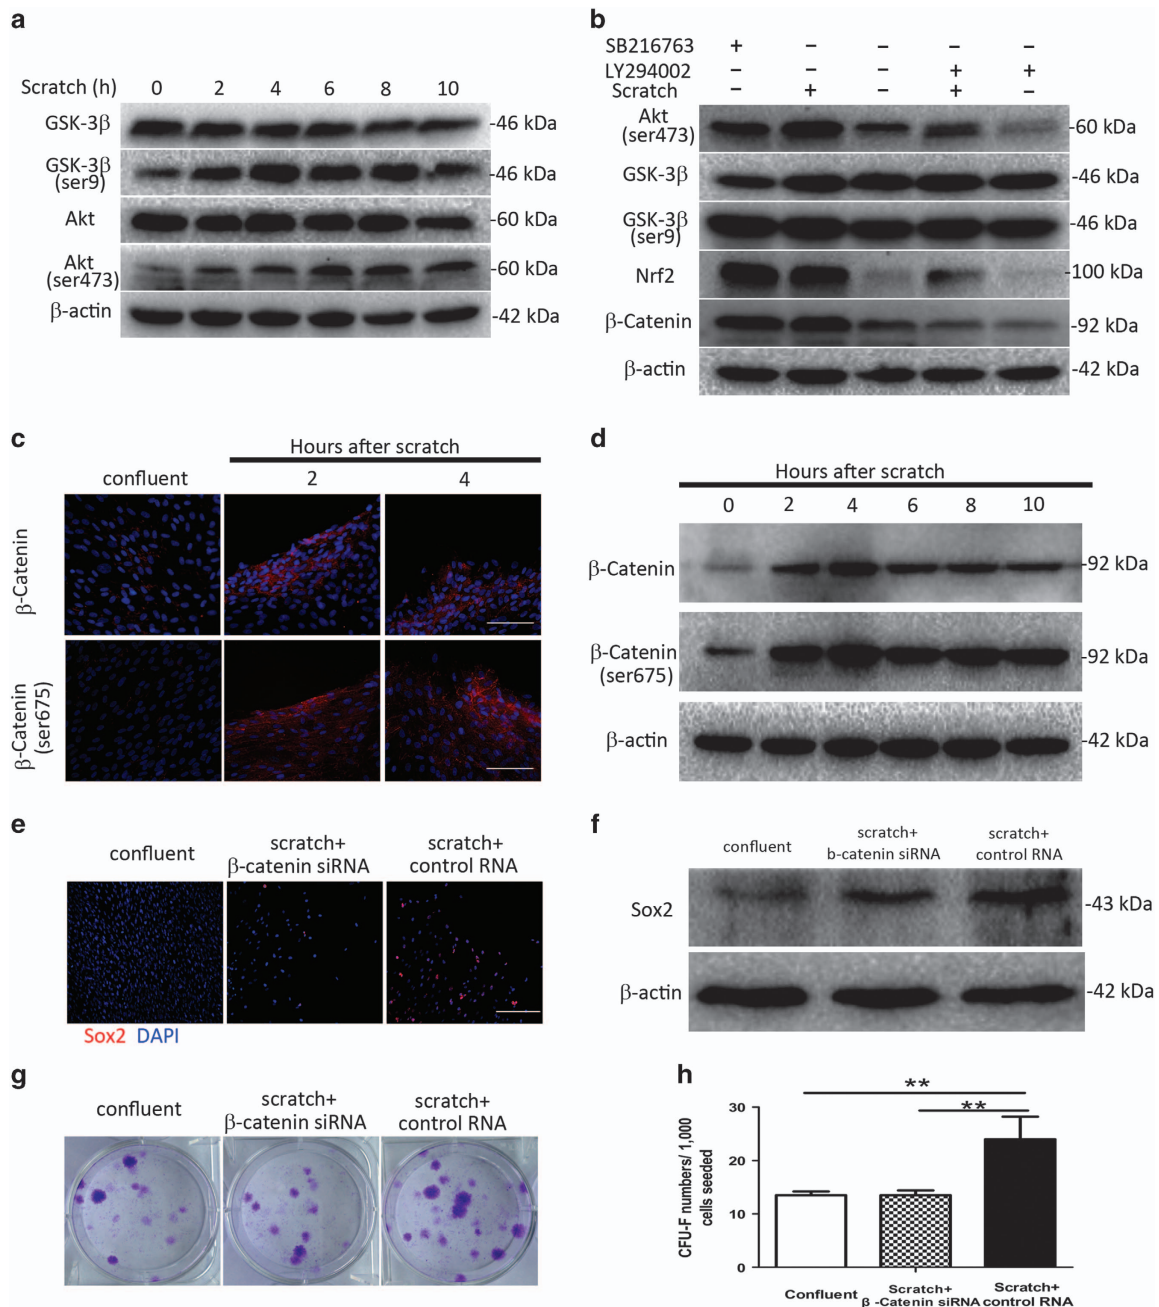 a
Scratch (h) 0 2 4 6 8 10
GSK-3β -46 kDa
GSK-3β
(ser9) -46 kDa
Akt -60 kDa
Akt
(ser473) -60 kDa
β-actin -42 kDa
b
SB216763 + − − − −
LY294002 − − − + +
Scratch − + − + −
Akt
(ser473) -60 kDa
GSK-3β -46 kDa
GSK-3β
(ser9) -46 kDa
Nrf2 -100 kDa
β-Catenin -92 kDa
β-actin -42 kDa
c
Hours after scratch
confluent 2 4
β-Catenin
β-Catenin
(ser675)
d
Hours after scratch
0 2 4 6 8 10
β-Catenin -92 kDa
β-Catenin
(ser675) -92 kDa
β-actin -42 kDa
e
confluent
scratch+
β-catenin siRNA
scratch+
control RNA
Sox2 DAPI
f
confluent
scratch+
b-catenin siRNA
scratch+
control RNA
Sox2 -43 kDa
β-actin -42 kDa
g
confluent
scratch+
β-catenin siRNA
scratch+
control RNA
h
**
**
CFU-F numbers/ 1,000
cells seeded
30
20
10
0
Confluent
Scratch+
β -Catenin siRNA
Scratch+
control RNA